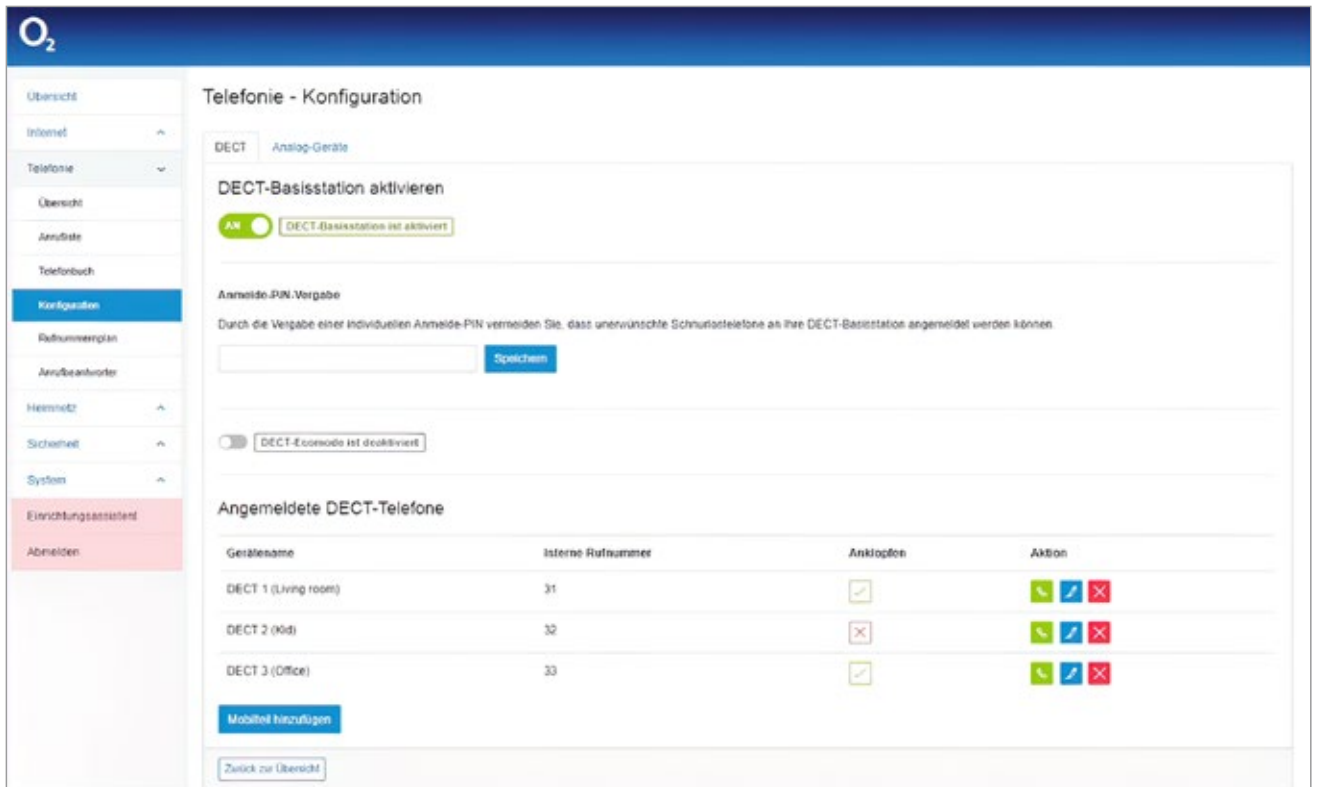 O2
Übersicht
Internet
Telefonie
Übersicht
Anrufliste
Telefonbuch
Konfiguration
Rufnummernplan
Anrufbeantworter
Heimnetz
Sicherheit
System
Einrichtungsassistent
Abmelden
Telefonie - Konfiguration
DECT Analog-Geräte
DECT-Basisstation aktivieren
AN DECT-Basisstation ist aktiviert
Anmelde-PIN-Vergabe
Durch die Vergabe einer individuellen Anmelde-PIN vermeiden Sie, dass unerwünschte Schnurlostelefone an Ihre DECT-Basisstation angemeldet werden können.
Speichern
DECT-Ecomode ist deaktiviert
Angemeldete DECT-Telefone
Gerätename Interne Rufnummer Anklopfen Aktion
DECT 1 (Living room) 31
DECT 2 (Kid) 32
DECT 3 (Office) 33
Mobilteil hinzufügen
Zurück zur Übersicht